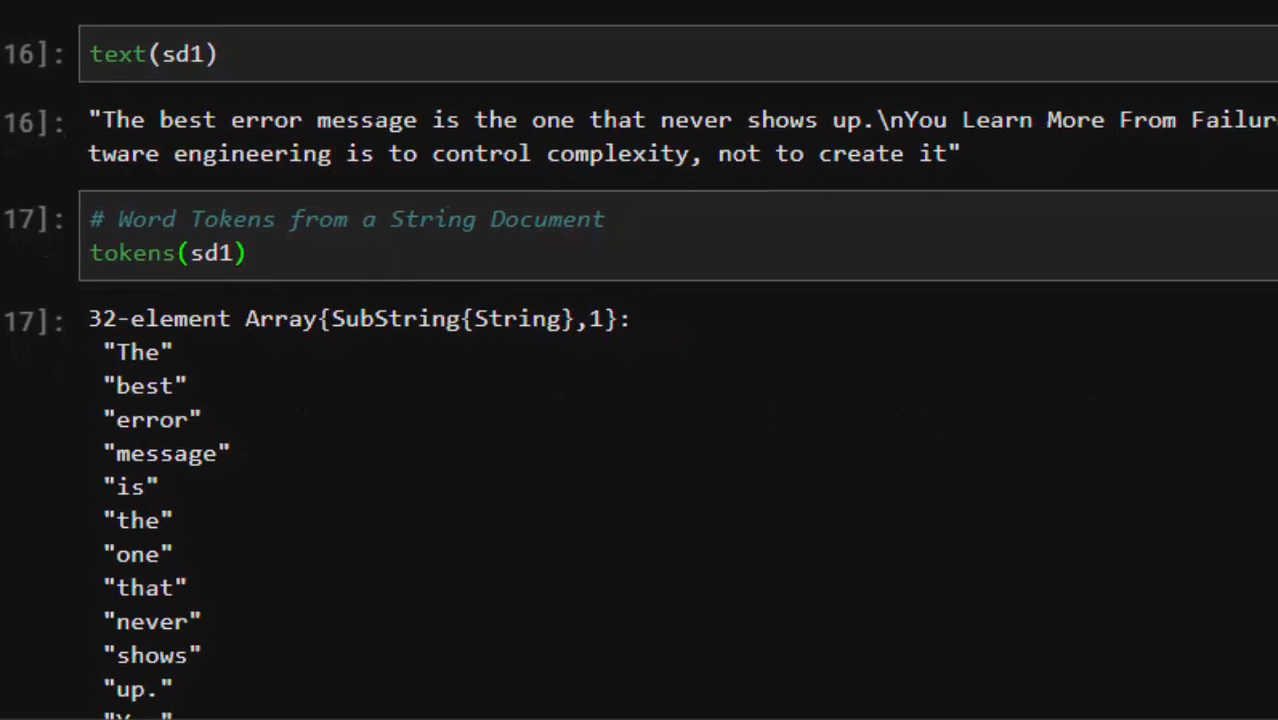 16]: text(sd1)
16]: "The best error message is the one that never shows up.\nYou Learn More From Failur
tware engineering is to control complexity, not to create it"
17]: # Word Tokens from a String Document
tokens(sd1)
17]: 32-element Array{SubString{String},1}:
"The"
"best"
"error"
"message"
"is"
"the"
"one"
"that"
"never"
"shows"
"up."